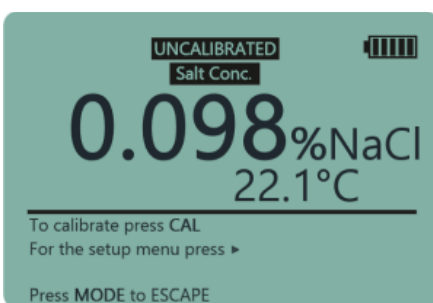 UNCALIBRATED
Salt Conc.
0.098%NaCl
22.1°C
To calibrate press CAL
For the setup menu press ►
Press MODE to ESCAPE